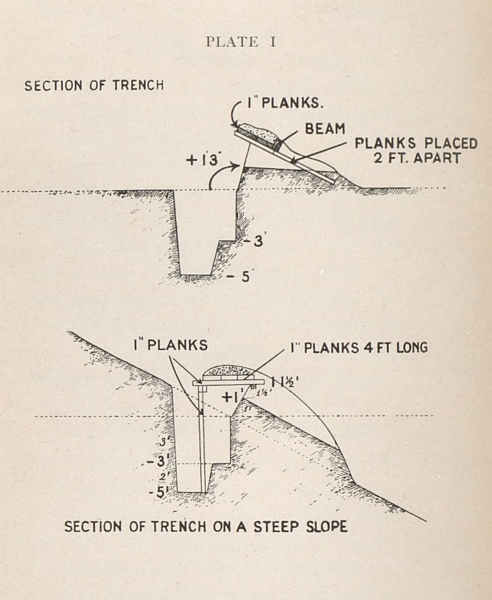 PLATE I
SECTION OF TRENCH
1" PLANKS.
BEAM
PLANKS PLACED
2 FT. APART
+1'3"
-3'
-5'
1" PLANKS
1" PLANKS 4 FT LONG
1 1½'
+1'
1½'
1'
3'
-3'
2'
-5'
SECTION OF TRENCH ON A STEEP SLOPE